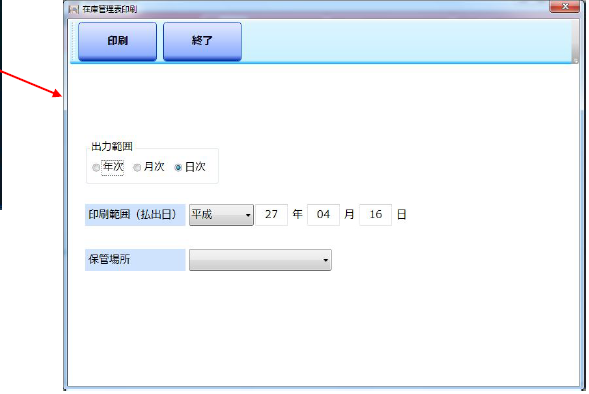 在庫管理表印刷
印刷 終了
出力範囲
年次 月次 日次
印刷範囲（払出日） 平成 27 年 04 月 16 日
保管場所